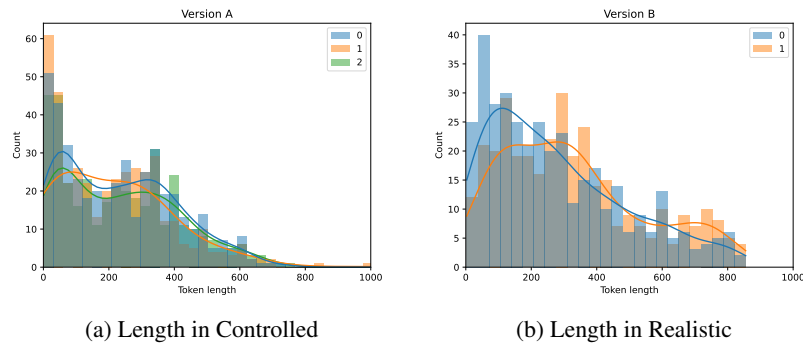 Version A
60
50
40
30
20
10
0
Count
0
1
2
0 200 400 600 800 1000
Token length
(a) Length in Controlled
Version B
40
35
30
25
20
15
10
5
0
Count
0
1
0 200 400 600 800 1000
Token length
(b) Length in Realistic